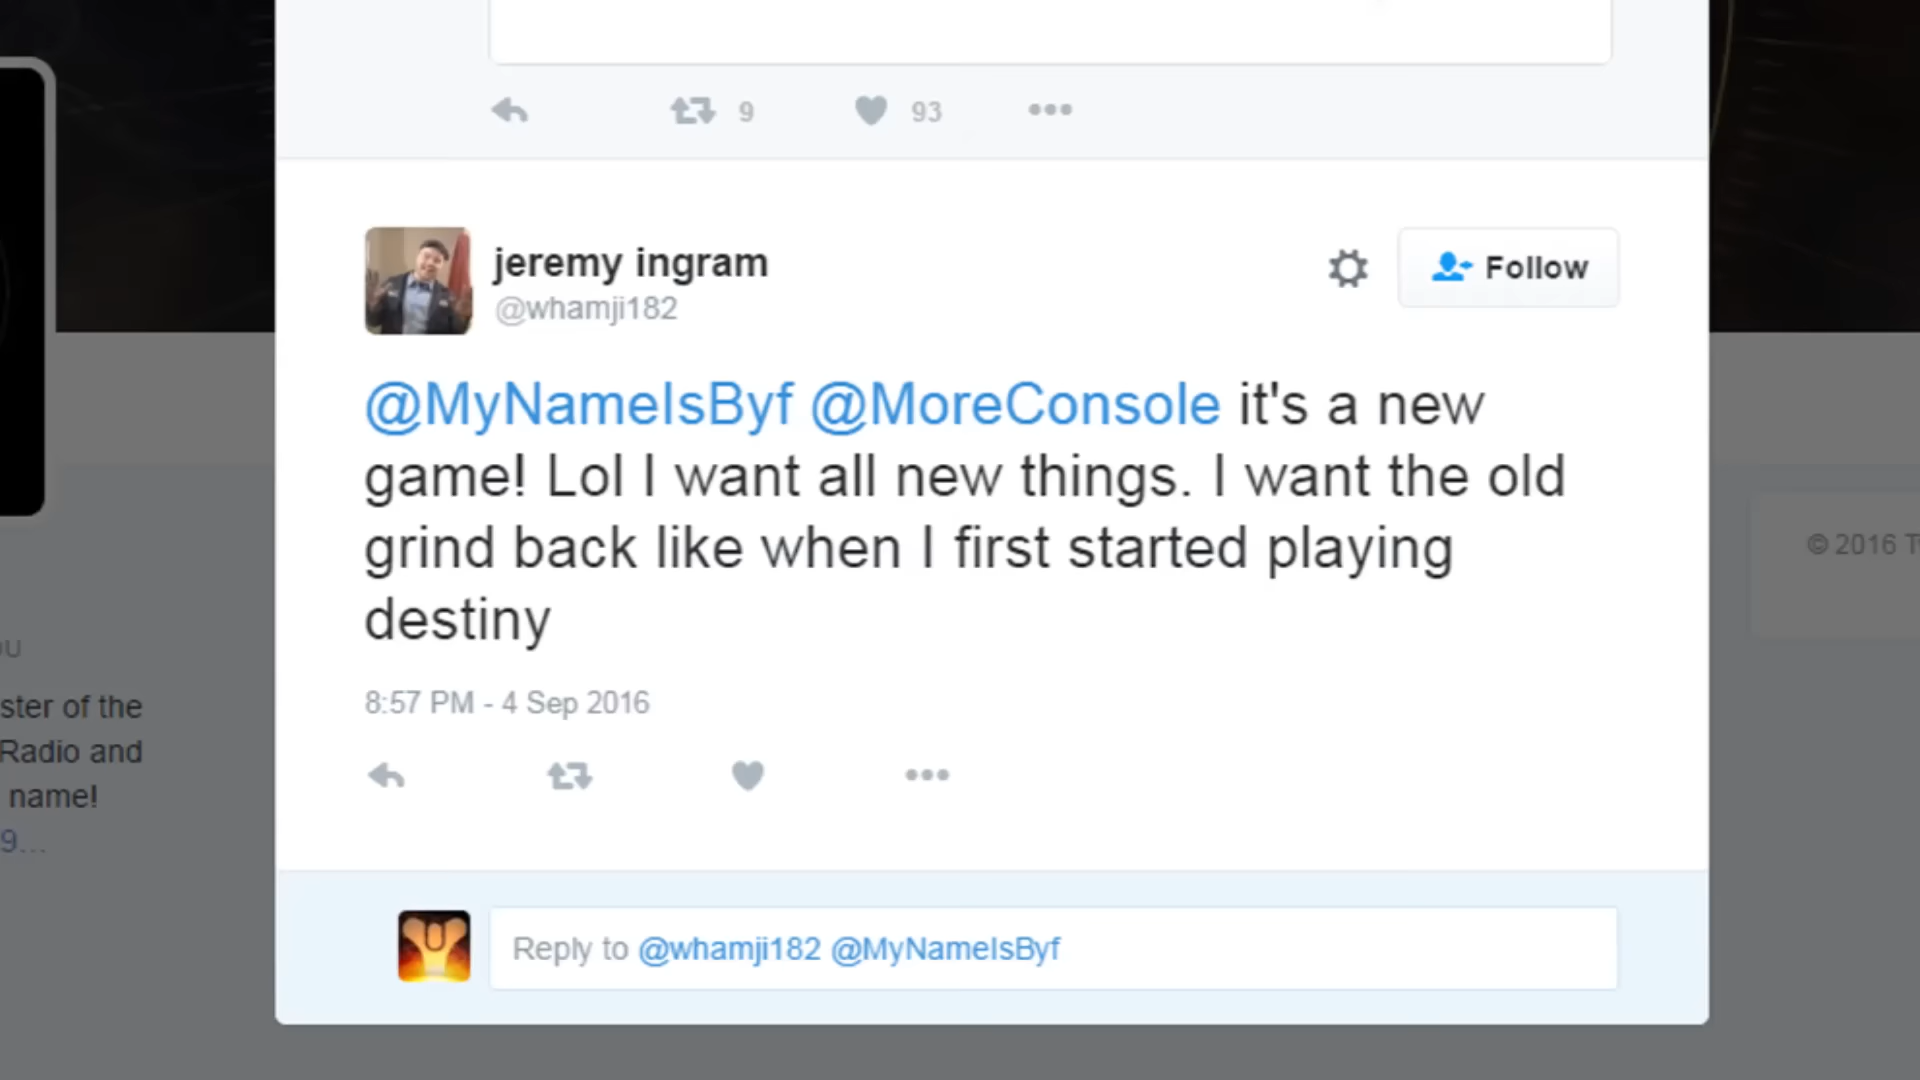 9 93
jeremy ingram
@whamji182
Follow
@MyNameIsByf @MoreConsole it's a new
game! Lol I want all new things. I want the old
grind back like when I first started playing
destiny
8:57 PM - 4 Sep 2016
Reply to @whamji182 @MyNameIsByf
ster of the
Radio and
name!
9...
© 2016 T